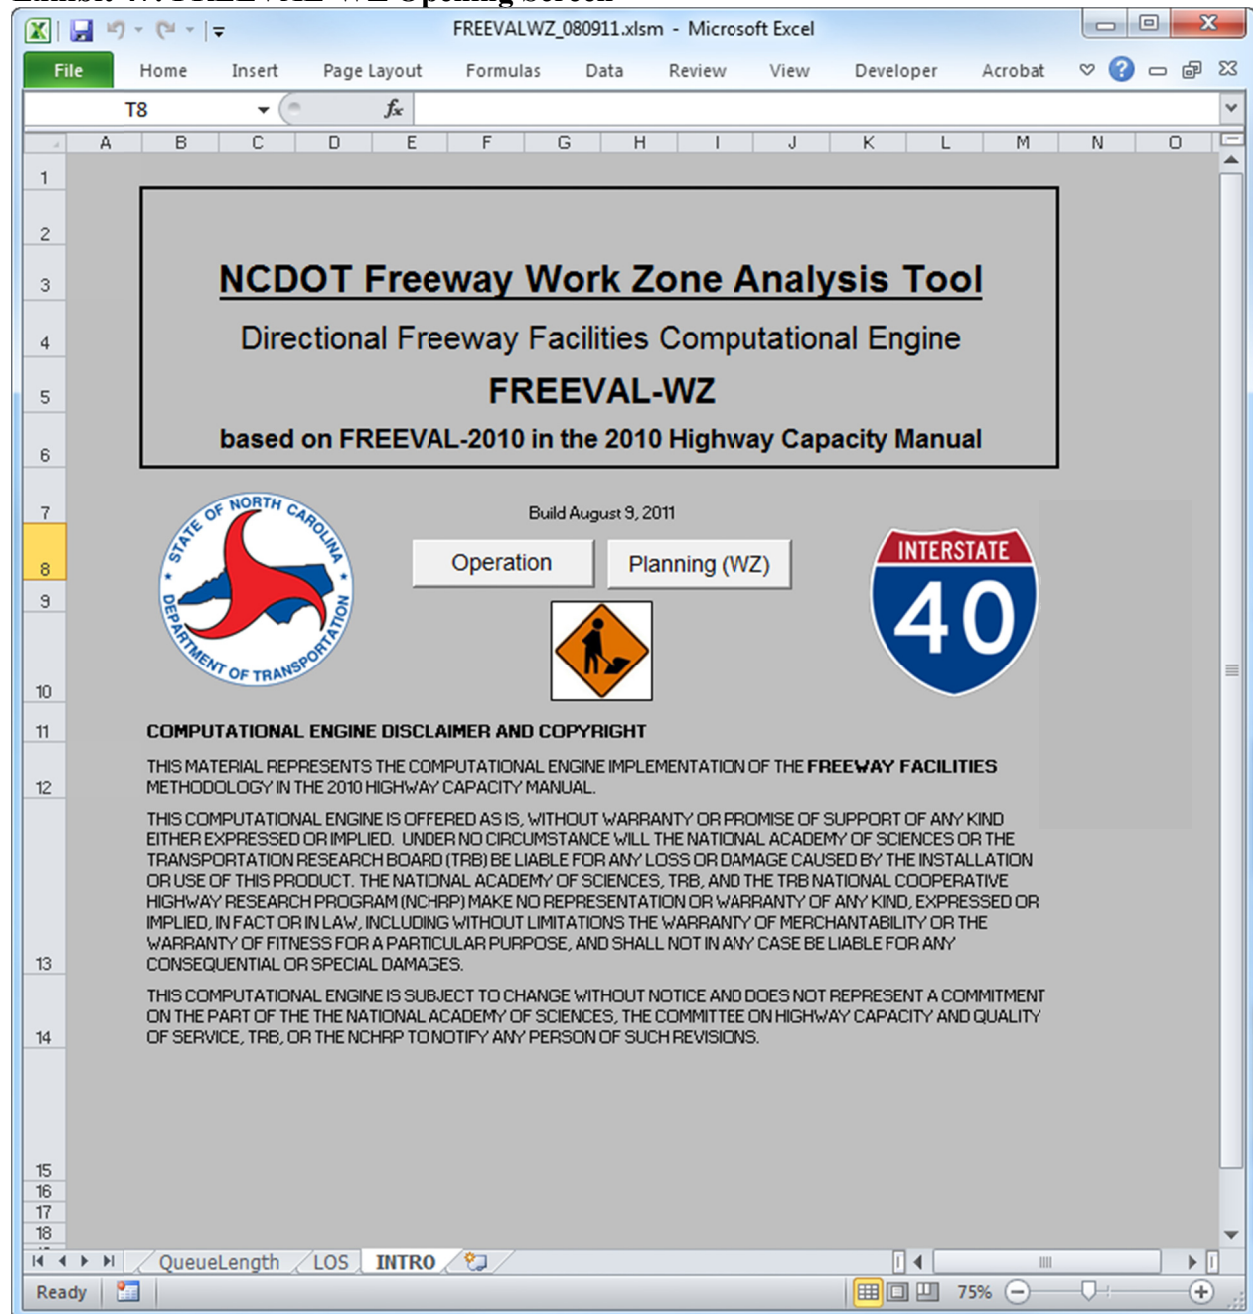 FREEVALWZ_080911.xlsm - Microsoft Excel
File Home Insert Page Layout Formulas Data Review View Developer Acrobat
T8 fx
A B C D E F G H I J K L M N O
1
2
3
4
5
6
7
8
9
10
11
12
13
14
15
16
17
18
NCDOT Freeway Work Zone Analysis Tool
Directional Freeway Facilities Computational Engine
FREEVAL-WZ
based on FREEVAL-2010 in the 2010 Highway Capacity Manual
STATE OF NORTH CAROLINA
DEPARTMENT OF TRANSPORTATION
Build August 9, 2011
Operation Planning (WZ)
INTERSTATE
40
COMPUTATIONAL ENGINE DISCLAIMER AND COPYRIGHT
THIS MATERIAL REPRESENTS THE COMPUTATIONAL ENGINE IMPLEMENTATION OF THE FREEWAY FACILITIES
METHODOLOGY IN THE 2010 HIGHWAY CAPACITY MANUAL.
THIS COMPUTATIONAL ENGINE IS OFFERED AS IS, WITHOUT WARRANTY OR PROMISE OF SUPPORT OF ANY KIND
EITHER EXPRESSED OR IMPLIED. UNDER NO CIRCUMSTANCE WILL THE NATIONAL ACADEMY OF SCIENCES OR THE
TRANSPORTATION RESEARCH BOARD (TRB) BE LIABLE FOR ANY LOSS OR DAMAGE CAUSED BY THE INSTALLATION
OR USE OF THIS PRODUCT. THE NATIONAL ACADEMY OF SCIENCES, TRB, AND THE TRB NATIONAL COOPERATIVE
HIGHWAY RESEARCH PROGRAM (NCHRP) MAKE NO REPRESENTATION OR WARRANTY OF ANY KIND, EXPRESSED OR
IMPLIED, IN FACT OR IN LAW, INCLUDING WITHOUT LIMITATIONS THE WARRANTY OF MERCHANTABILITY OR THE
WARRANTY OF FITNESS FOR A PARTICULAR PURPOSE, AND SHALL NOT IN ANY CASE BE LIABLE FOR ANY
CONSEQUENTIAL OR SPECIAL DAMAGES.
THIS COMPUTATIONAL ENGINE IS SUBJECT TO CHANGE WITHOUT NOTICE AND DOES NOT REPRESENT A COMMITMENT
ON THE PART OF THE THE NATIONAL ACADEMY OF SCIENCES, THE COMMITTEE ON HIGHWAY CAPACITY AND QUALITY
OF SERVICE, TRB, OR THE NCHRP TO NOTIFY ANY PERSON OF SUCH REVISIONS.
QueueLength LOS INTRO
Ready 75%